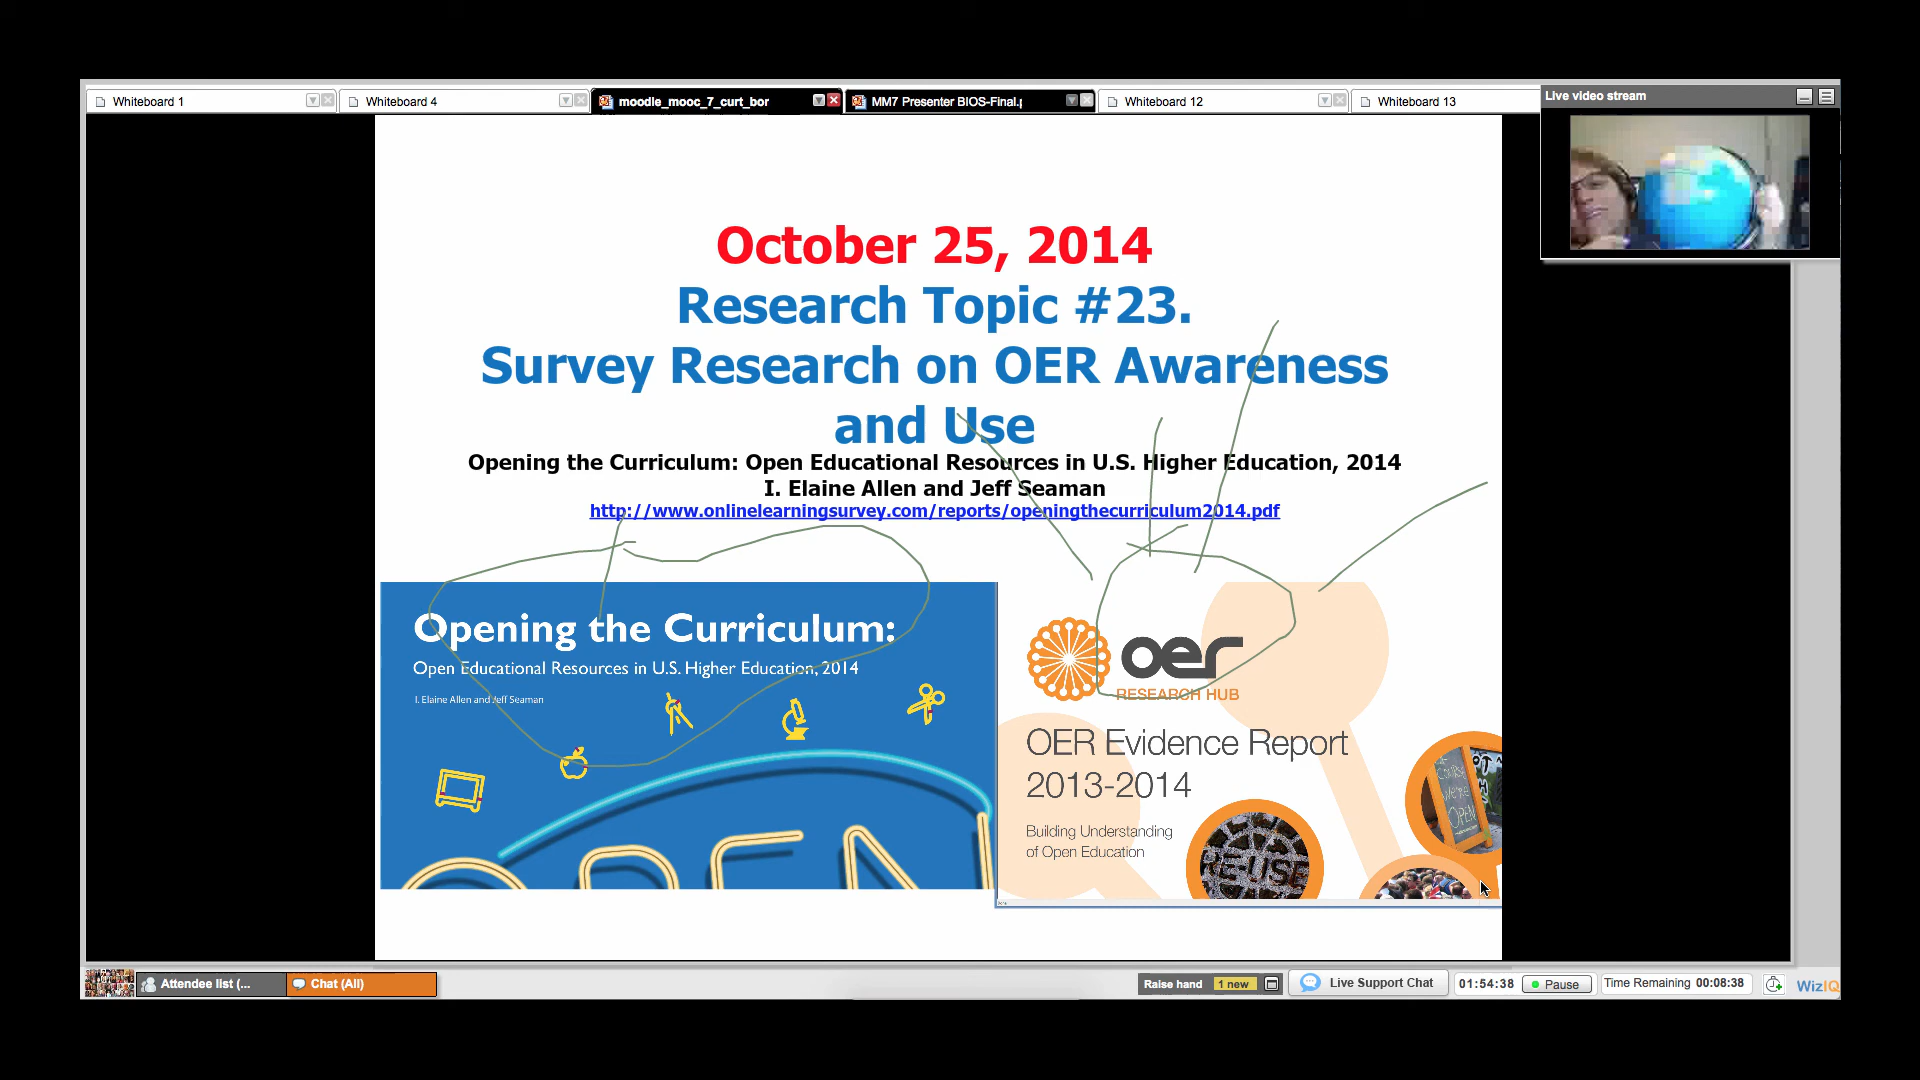 Whiteboard 1
Whiteboard 4
moodle_mooc_7_curt_bor
MM7 Presenter BIOS-Final.p
Whiteboard 12
Whiteboard 13
Live video stream
October 25, 2014
Research Topic #23.
Survey Research on OER Awareness
and Use
Opening the Curriculum: Open Educational Resources in U.S. Higher Education, 2014
I. Elaine Allen and Jeff Seaman
http://www.onlinelearningsurvey.com/reports/openingthecurriculum2014.pdf
Opening the Curriculum:
Open Educational Resources in U.S. Higher Education, 2014
I. Elaine Allen and Jeff Seaman
OPEN
oer
RESEARCH HUB
OER Evidence Report
2013-2014
Building Understanding
of Open Education
REUSE
OPEN
Attendee list (...
Chat (All)
Raise hand
1 new
Live Support Chat
01:54:38
Pause
Time Remaining 00:08:38
WizIQ